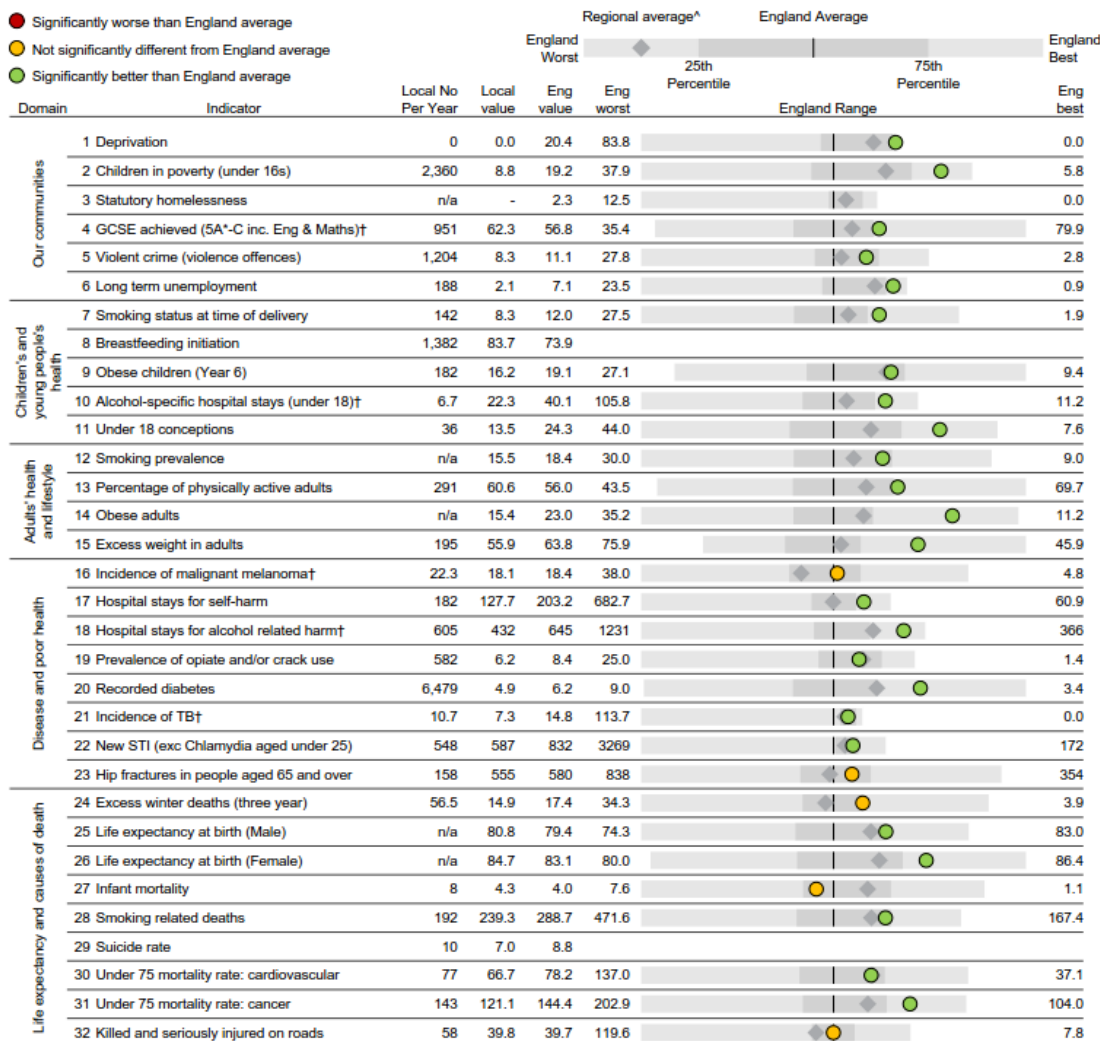 Significantly worse than England average
Not significantly different from England average
Significantly better than England average
Regional average^ England Average
England Worst England Best
25th Percentile 75th Percentile
Domain Indicator Local No Per Year Local value Eng value Eng worst England Range Eng best
Our communities
1 Deprivation 0 0.0 20.4 83.8 0.0
2 Children in poverty (under 16s) 2,360 8.8 19.2 37.9 5.8
3 Statutory homelessness n/a - 2.3 12.5 0.0
4 GCSE achieved (5A*-C inc. Eng & Maths)† 951 62.3 56.8 35.4 79.9
5 Violent crime (violence offences) 1,204 8.3 11.1 27.8 2.8
6 Long term unemployment 188 2.1 7.1 23.5 0.9
Children's and young people's health
7 Smoking status at time of delivery 142 8.3 12.0 27.5 1.9
8 Breastfeeding initiation 1,382 83.7 73.9
9 Obese children (Year 6) 182 16.2 19.1 27.1 9.4
10 Alcohol-specific hospital stays (under 18)† 6.7 22.3 40.1 105.8 11.2
11 Under 18 conceptions 36 13.5 24.3 44.0 7.6
Adults' health and lifestyle
12 Smoking prevalence n/a 15.5 18.4 30.0 9.0
13 Percentage of physically active adults 291 60.6 56.0 43.5 69.7
14 Obese adults n/a 15.4 23.0 35.2 11.2
15 Excess weight in adults 195 55.9 63.8 75.9 45.9
Disease and poor health
16 Incidence of malignant melanoma† 22.3 18.1 18.4 38.0 4.8
17 Hospital stays for self-harm 182 127.7 203.2 682.7 60.9
18 Hospital stays for alcohol related harm† 605 432 645 1231 366
19 Prevalence of opiate and/or crack use 582 6.2 8.4 25.0 1.4
20 Recorded diabetes 6,479 4.9 6.2 9.0 3.4
21 Incidence of TB† 10.7 7.3 14.8 113.7 0.0
22 New STI (exc Chlamydia aged under 25) 548 587 832 3269 172
23 Hip fractures in people aged 65 and over 158 555 580 838 354
Life expectancy and causes of death
24 Excess winter deaths (three year) 56.5 14.9 17.4 34.3 3.9
25 Life expectancy at birth (Male) n/a 80.8 79.4 74.3 83.0
26 Life expectancy at birth (Female) n/a 84.7 83.1 80.0 86.4
27 Infant mortality 8 4.3 4.0 7.6 1.1
28 Smoking related deaths 192 239.3 288.7 471.6 167.4
29 Suicide rate 10 7.0 8.8
30 Under 75 mortality rate: cardiovascular 77 66.7 78.2 137.0 37.1
31 Under 75 mortality rate: cancer 143 121.1 144.4 202.9 104.0
32 Killed and seriously injured on roads 58 39.8 39.7 119.6 7.8